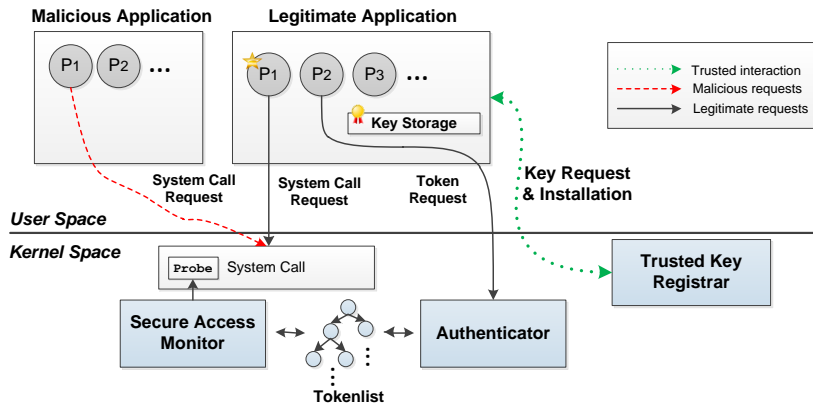 Malicious Application
Legitimate Application
P1
P2
...
P1
P2
P3
...
Key Storage
Trusted interaction
Malicious requests
Legitimate requests
System Call
Request
System Call
Request
Token
Request
Key Request
& Installation
User Space
Kernel Space
Probe
System Call
Trusted Key
Registrar
Secure Access
Monitor
Authenticator
Tokenlist